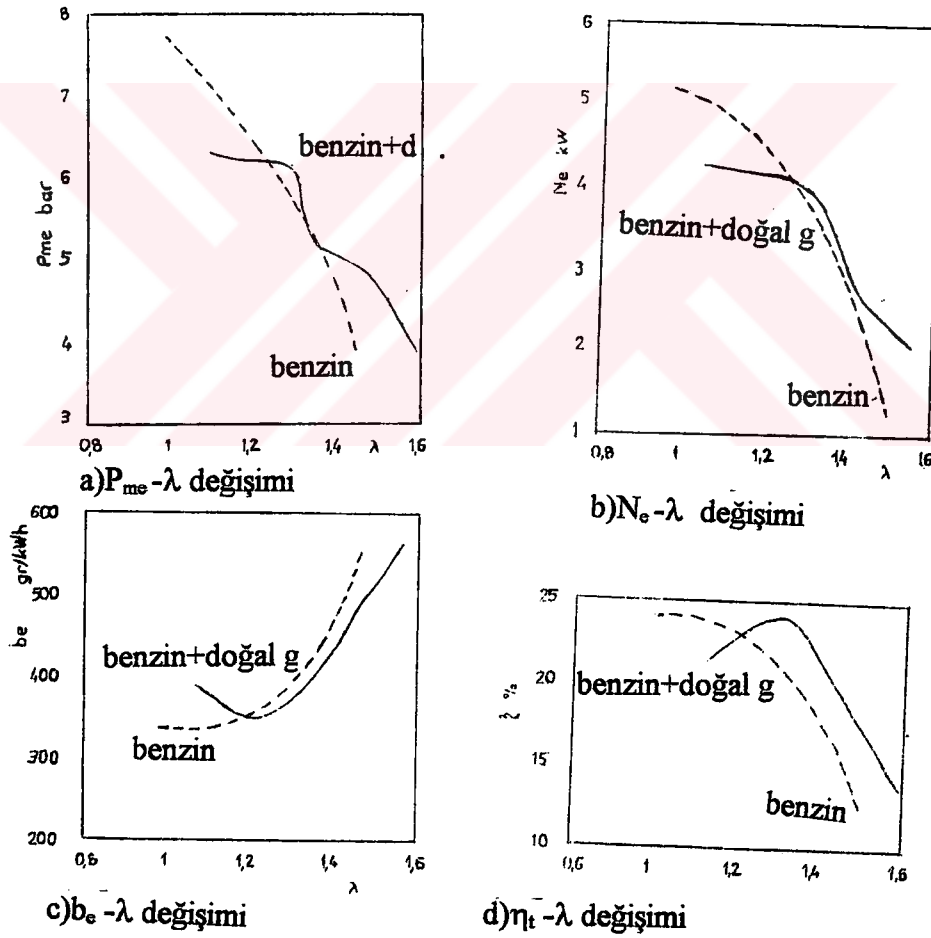 8
7
6
5
4
3
Pme bar
benzin+d
benzin
0,8 1 1,2 1,4 λ 1,6
a)Pme-λ değişimi
6
5
4
3
2
1
Ne kW
benzin+doğal g
benzin
0,8 1 1,2 1,4 1,6
λ
b)Ne-λ değişimi
600
500
400
300
200
be gr/kWh
benzin+doğal g
benzin
0,8 1 1,2 1,4 1,6
λ
c)be-λ değişimi
25
20
15
10
%
benzin+doğal g
benzin
0,6 1 1,2 1,4 1,6
d)ηt-λ değişimi